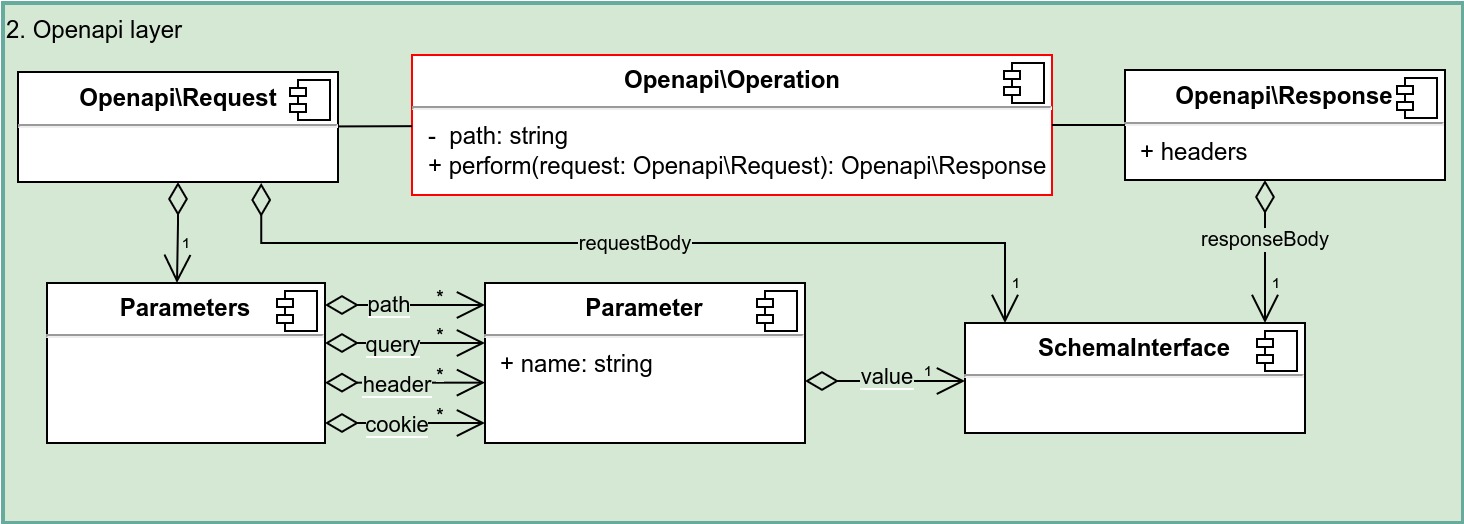 2. Openapi layer
Openapi\Request
Openapi\Operation
- path: string
+ perform(request: Openapi\Request): Openapi\Response
Openapi\Response
+ headers
1
requestBody
1
responseBody
1
Parameters
path
*
query
*
header
*
cookie
*
Parameter
+ name: string
value
1
SchemaInterface